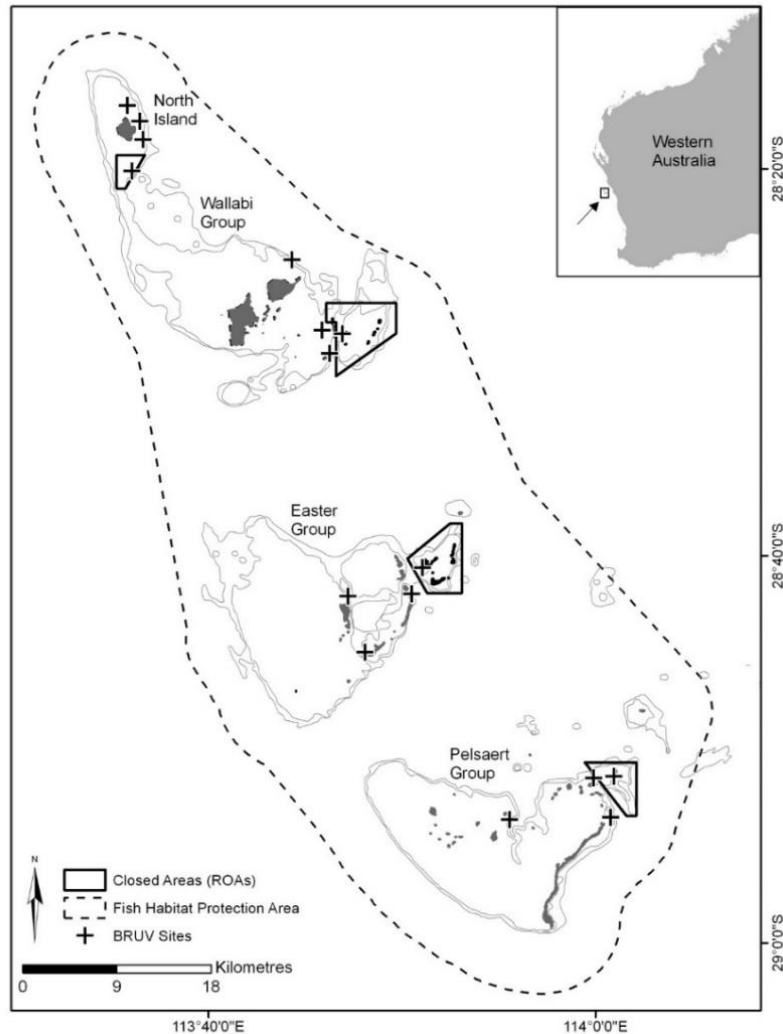 North
Island
Wallabi
Group
Western
Australia
28°20'0"S
Easter
Group
28°40'0"S
Pelsaert
Group
N
Closed Areas (ROAs)
Fish Habitat Protection Area
BRUV Sites
Kilometres
0 9 18
29°0'0"S
113°40'0"E
114°0'0"E